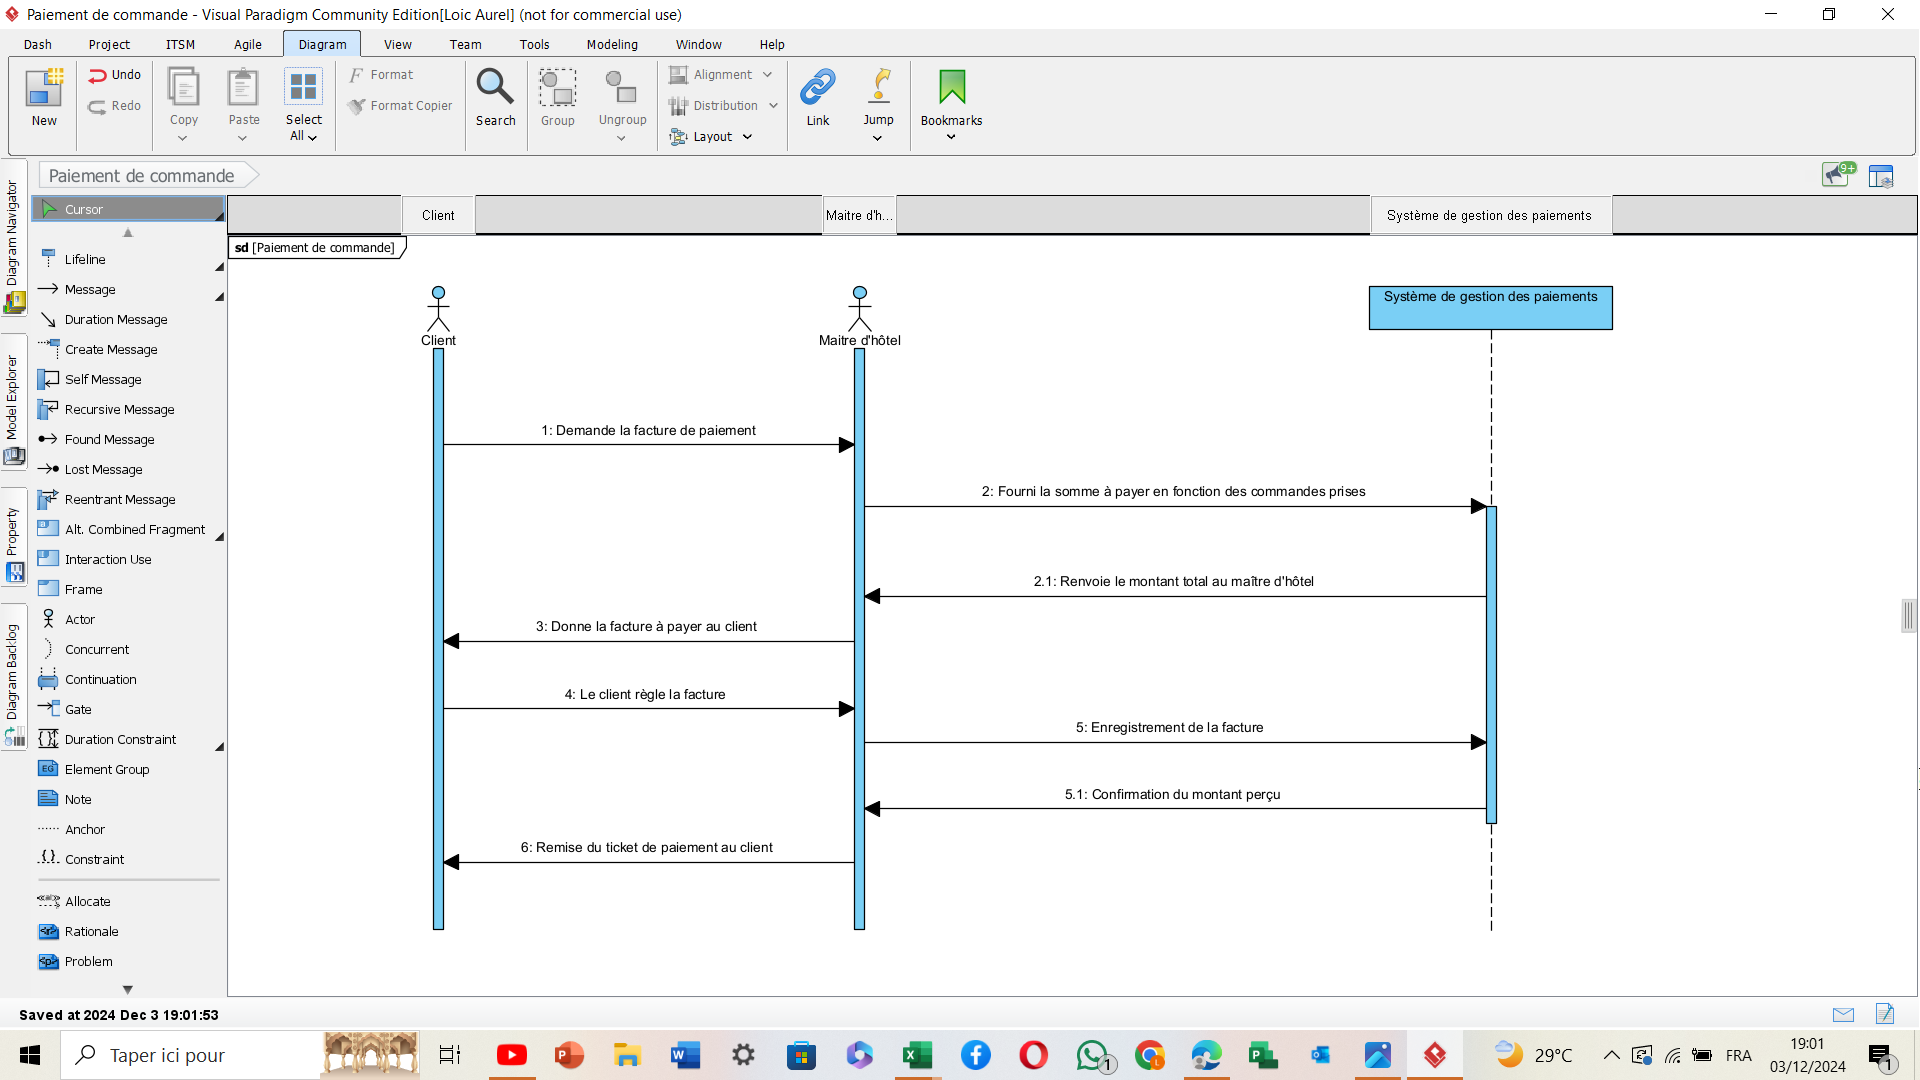 Paiement de commande - Visual Paradigm Community Edition[Loic Aurel] (not for commercial use)
Dash Project ITSM Agile Diagram View Team Tools Modeling Window Help
New
Undo
Redo
Copy
Paste
Select
All
Format
Format Copier
Search
Group
Ungroup
Alignment
Distribution
Layout
Link
Jump
Bookmarks
Paiement de commande
9+
Diagram Navigator
Model Explorer
Property
Diagram Backlog
Cursor
Lifeline
Message
Duration Message
Create Message
Self Message
Recursive Message
Found Message
Lost Message
Reentrant Message
Alt. Combined Fragment
Interaction Use
Frame
Actor
Concurrent
Continuation
Gate
Duration Constraint
Element Group
Note
Anchor
Constraint
Allocate
Rationale
Problem
Client
Maitre d'h...
Système de gestion des paiements
sd [Paiement de commande]
Client
Maitre d'hôtel
Système de gestion des paiements
1: Demande la facture de paiement
2: Fourni la somme à payer en fonction des commandes prises
2.1: Renvoie le montant total au maître d'hôtel
3: Donne la facture à payer au client
4: Le client règle la facture
5: Enregistrement de la facture
5.1: Confirmation du montant perçu
6: Remise du ticket de paiement au client
Saved at 2024 Dec 3 19:01:53
Taper ici pour
1
29°C
FRA
19:01
03/12/2024
1